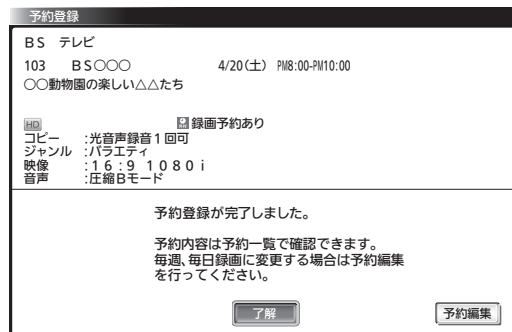 予約登録
BS テレビ
103 BS○○○ 4/20(土) PM8:00-PM10:00
○○動物園の楽しい△△たち
HD 録画予約あり
コピー :光音声録音1回可
ジャンル :バラエティ
映像 :16:9 1080i
音声 :圧縮Bモード
予約登録が完了しました。
予約内容は予約一覧で確認できます。
毎週、毎日録画に変更する場合は予約編集
を行ってください。
了解 予約編集